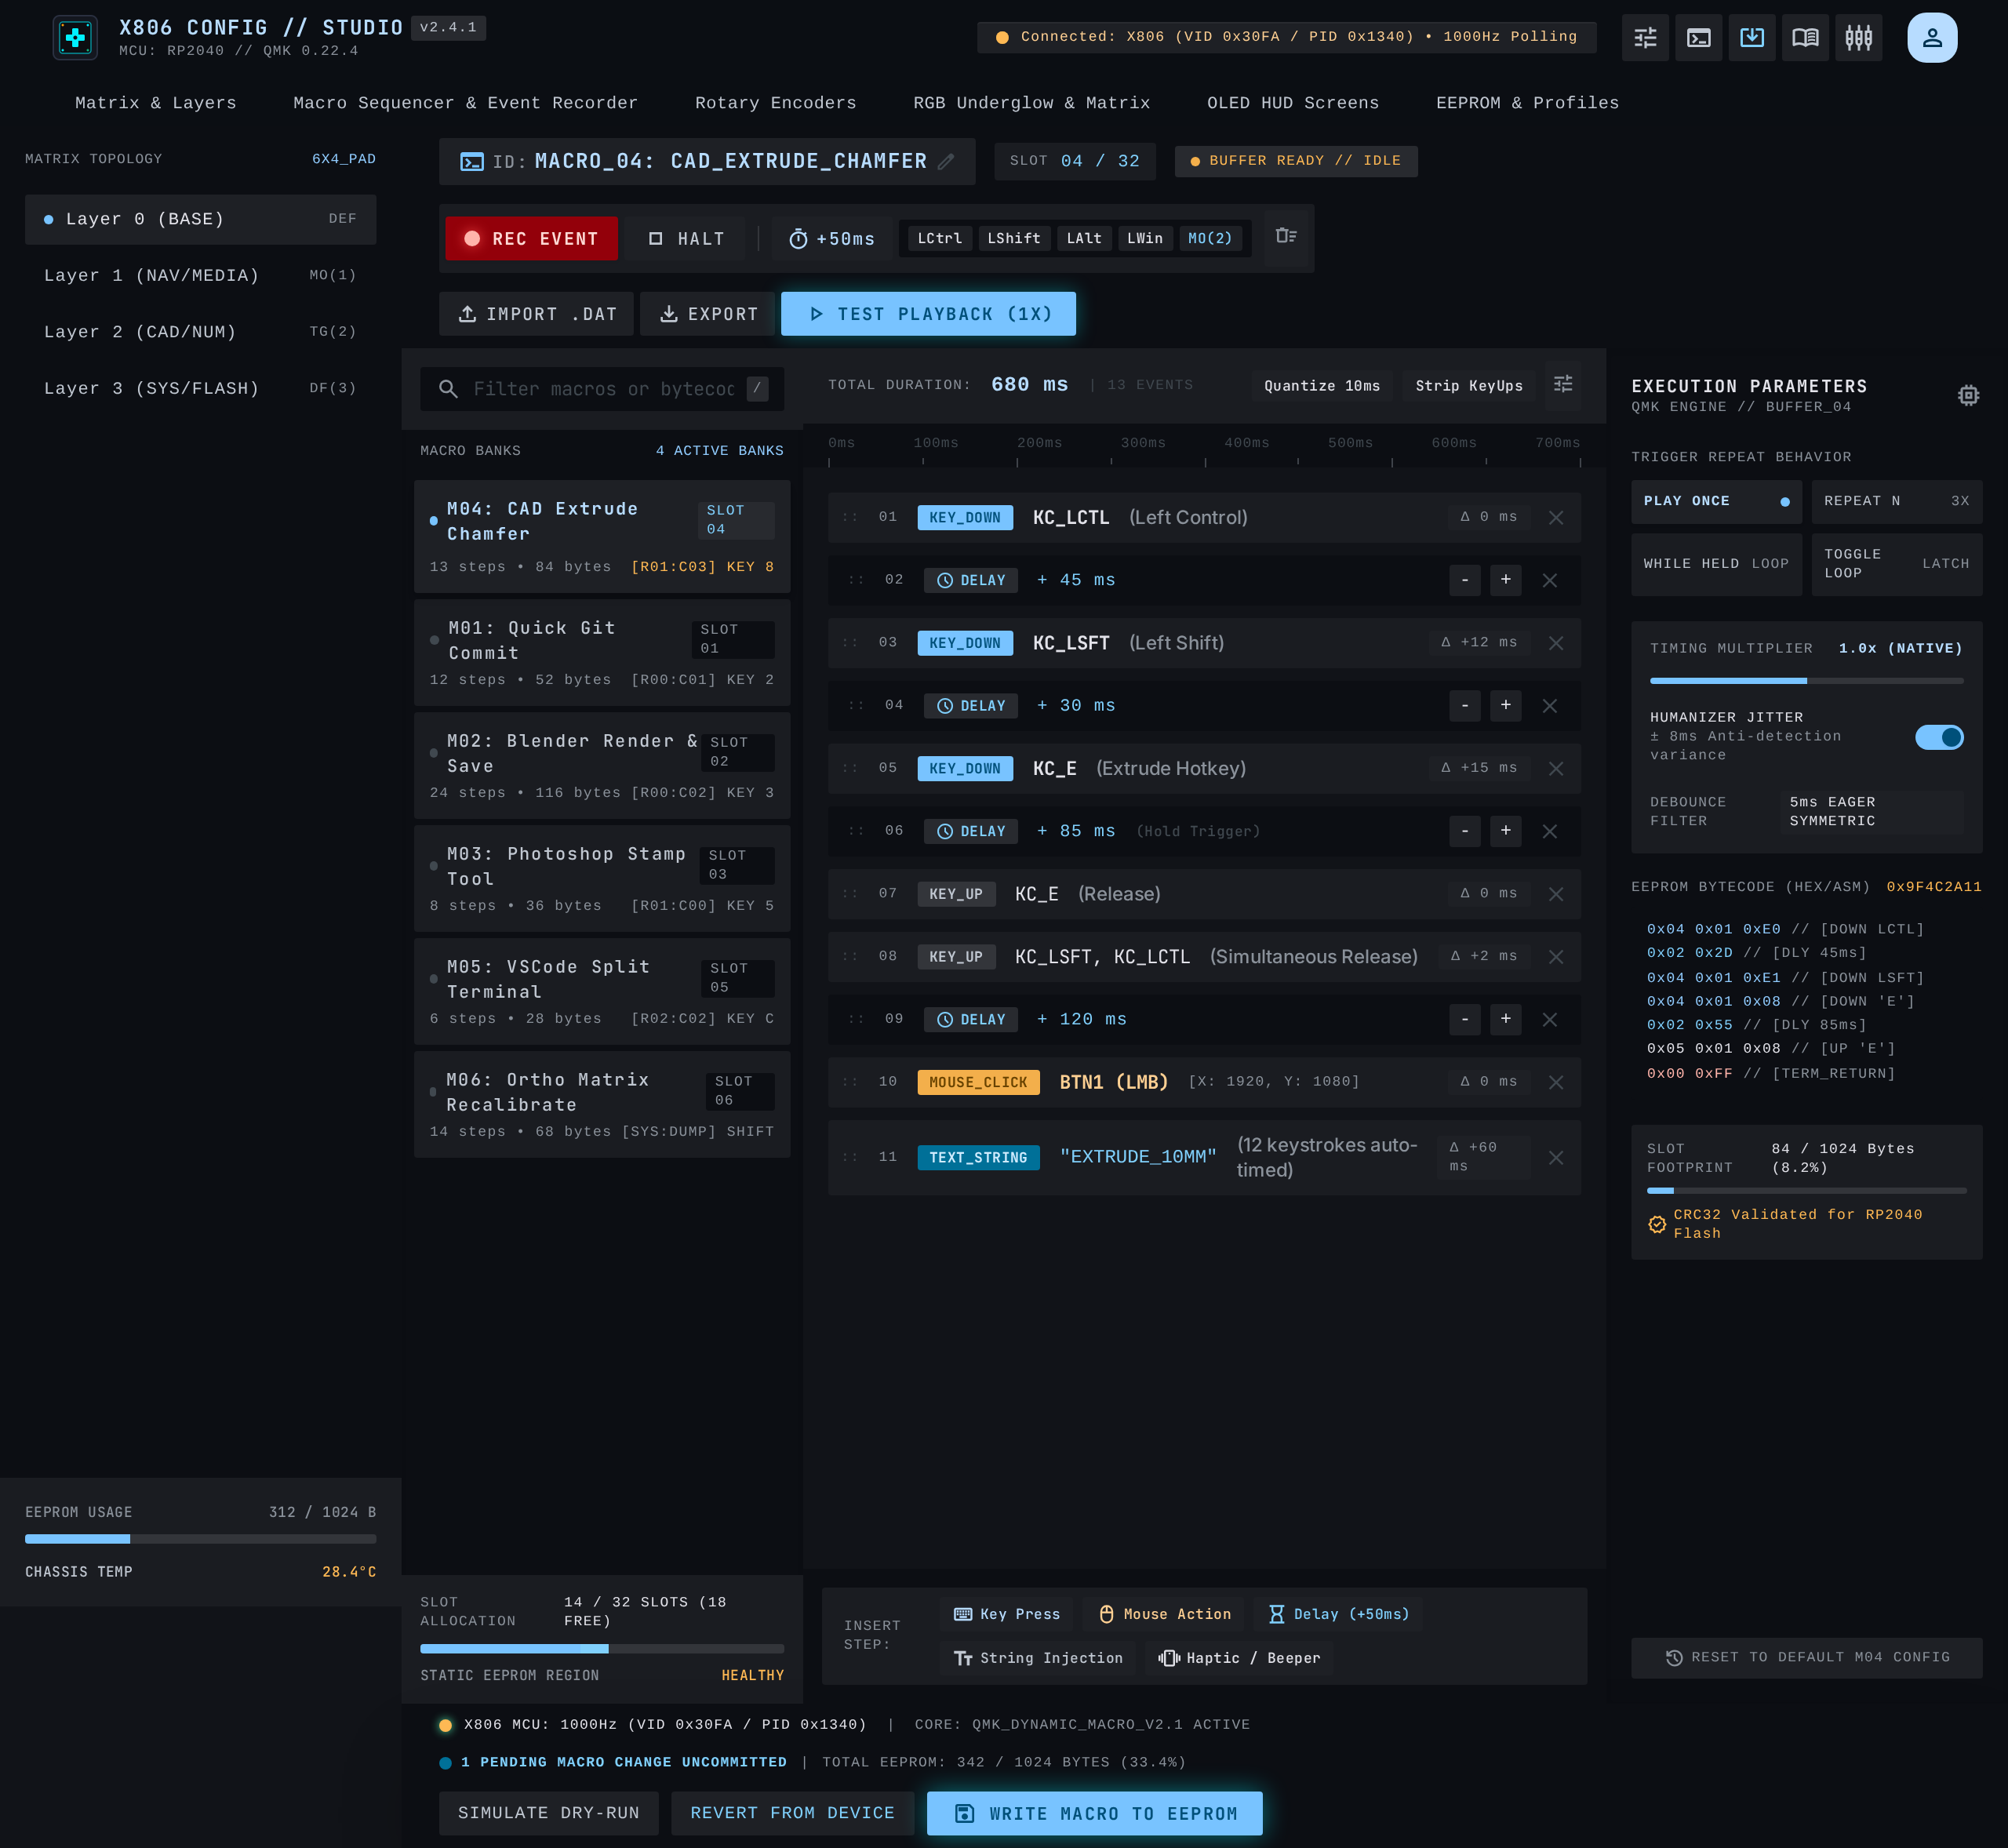 X806 CONFIG // STUDIO v2.4.1
MCU: RP2040 // QMK 0.22.4
Connected: X806 (VID 0x30FA / PID 0x1340) • 1000Hz Polling
Matrix & Layers
Macro Sequencer & Event Recorder
Rotary Encoders
RGB Underglow & Matrix
OLED HUD Screens
EEPROM & Profiles
MATRIX TOPOLOGY 6X4_PAD
Layer 0 (BASE) DEF
Layer 1 (NAV/MEDIA) MO(1)
Layer 2 (CAD/NUM) TG(2)
Layer 3 (SYS/FLASH) DF(3)
EEPROM USAGE 312 / 1024 B
CHASSIS TEMP 28.4°C
ID: MACRO_04: CAD_EXTRUDE_CHAMFER
SLOT 04 / 32
BUFFER READY // IDLE
REC EVENT
HALT
+50ms
LCtrl LShift LAlt LWin MO(2)
IMPORT .DAT
EXPORT
TEST PLAYBACK (1X)
Filter macros or bytecoc /
MACRO BANKS 4 ACTIVE BANKS
M04: CAD Extrude
Chamfer
SLOT
04
13 steps • 84 bytes [R01:C03] KEY 8
M01: Quick Git
Commit
SLOT
01
12 steps • 52 bytes [R00:C01] KEY 2
M02: Blender Render &
Save
SLOT
02
24 steps • 116 bytes [R00:C02] KEY 3
M03: Photoshop Stamp
Tool
SLOT
03
8 steps • 36 bytes [R01:C00] KEY 5
M05: VSCode Split
Terminal
SLOT
05
6 steps • 28 bytes [R02:C02] KEY C
M06: Ortho Matrix
Recalibrate
SLOT
06
14 steps • 68 bytes [SYS:DUMP] SHIFT
SLOT
ALLOCATION
14 / 32 SLOTS (18
FREE)
STATIC EEPROM REGION HEALTHY
TOTAL DURATION: 680 ms | 13 EVENTS
Quantize 10ms
Strip KeyUps
0ms 100ms 200ms 300ms 400ms 500ms 600ms 700ms
:: 01 KEY_DOWN KC_LCTL (Left Control) Δ 0 ms
:: 02 DELAY + 45 ms - +
:: 03 KEY_DOWN KC_LSFT (Left Shift) Δ +12 ms
:: 04 DELAY + 30 ms - +
:: 05 KEY_DOWN KC_E (Extrude Hotkey) Δ +15 ms
:: 06 DELAY + 85 ms (Hold Trigger) - +
:: 07 KEY_UP KC_E (Release) Δ 0 ms
:: 08 KEY_UP KC_LSFT, KC_LCTL (Simultaneous Release) Δ +2 ms
:: 09 DELAY + 120 ms - +
:: 10 MOUSE_CLICK BTN1 (LMB) [X: 1920, Y: 1080] Δ 0 ms
:: 11 TEXT_STRING "EXTRUDE_10MM" (12 keystrokes auto-
timed)
Δ +60
ms
INSERT
STEP:
Key Press
Mouse Action
Delay (+50ms)
String Injection
Haptic / Beeper
EXECUTION PARAMETERS
QMK ENGINE // BUFFER_04
TRIGGER REPEAT BEHAVIOR
PLAY ONCE
REPEAT N 3X
WHILE HELD LOOP
TOGGLE
LOOP
LATCH
TIMING MULTIPLIER 1.0x (NATIVE)
HUMANIZER JITTER
± 8ms Anti-detection
variance
DEBOUNCE
FILTER
5ms EAGER
SYMMETRIC
EEPROM BYTECODE (HEX/ASM) 0x9F4C2A11
0x04 0x01 0xE0 // [DOWN LCTL]
0x02 0x2D // [DLY 45ms]
0x04 0x01 0xE1 // [DOWN LSFT]
0x04 0x01 0x08 // [DOWN 'E']
0x02 0x55 // [DLY 85ms]
0x05 0x01 0x08 // [UP 'E']
0x00 0xFF // [TERM_RETURN]
SLOT
FOOTPRINT
84 / 1024 Bytes
(8.2%)
CRC32 Validated for RP2040
Flash
RESET TO DEFAULT M04 CONFIG
X806 MCU: 1000Hz (VID 0x30FA / PID 0x1340) | CORE: QMK_DYNAMIC_MACRO_V2.1 ACTIVE
1 PENDING MACRO CHANGE UNCOMMITTED | TOTAL EEPROM: 342 / 1024 BYTES (33.4%)
SIMULATE DRY-RUN
REVERT FROM DEVICE
WRITE MACRO TO EEPROM